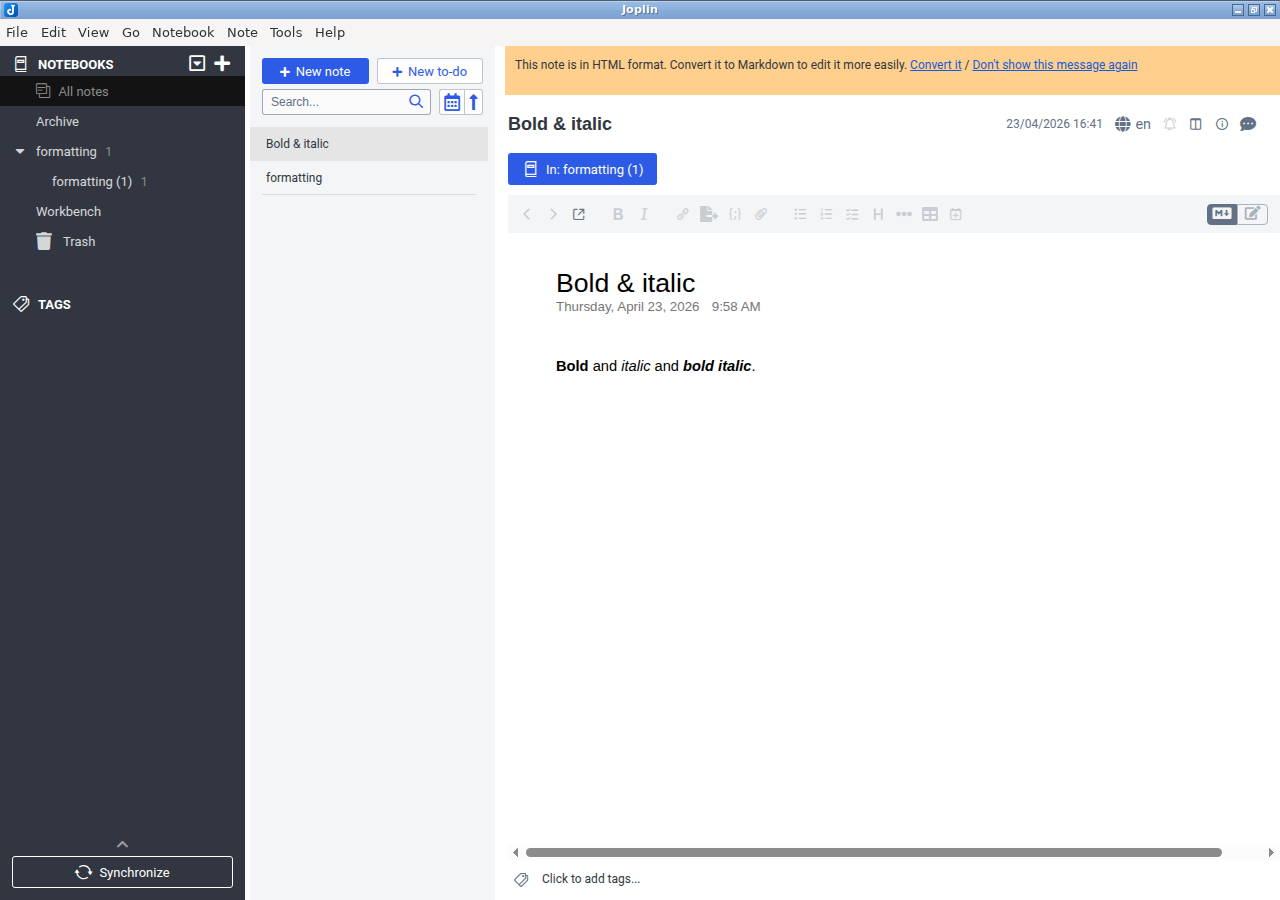 Joplin
File Edit View Go Notebook Note Tools Help
NOTEBOOKS
All notes
Archive
formatting 1
formatting (1) 1
Workbench
Trash
TAGS
Synchronize
New note
New to-do
Search...
Bold & italic
formatting
This note is in HTML format. Convert it to Markdown to edit it more easily. Convert it / Don't show this message again
Bold & italic
23/04/2026 16:41
en
In: formatting (1)
B I H M
Bold & italic
Thursday, April 23, 2026 9:58 AM
Bold and italic and bold italic.
Click to add tags...